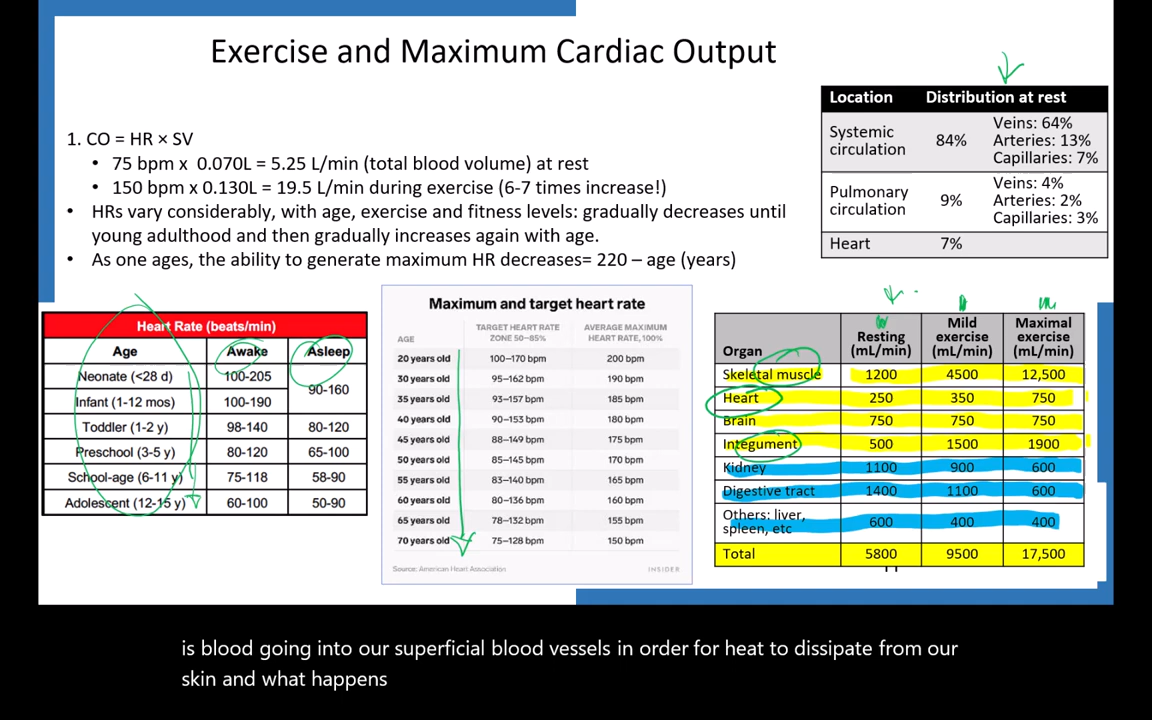 Exercise and Maximum Cardiac Output
1. CO = HR × SV
• 75 bpm x 0.070L = 5.25 L/min (total blood volume) at rest
• 150 bpm x 0.130L = 19.5 L/min during exercise (6-7 times increase!)
• HRs vary considerably, with age, exercise and fitness levels: gradually decreases until
young adulthood and then gradually increases again with age.
• As one ages, the ability to generate maximum HR decreases= 220 – age (years)
Location Distribution at rest
Systemic circulation 84% Veins: 64%
Arteries: 13%
Capillaries: 7%
Pulmonary circulation 9% Veins: 4%
Arteries: 2%
Capillaries: 3%
Heart 7%
Heart Rate (beats/min)
Age Awake Asleep
Neonate (<28 d) 100-205 90-160
Infant (1-12 mos) 100-190
Toddler (1-2 y) 98-140 80-120
Preschool (3-5 y) 80-120 65-100
School-age (6-11 y) 75-118 58-90
Adolescent (12-15 y) 60-100 50-90
Maximum and target heart rate
AGE TARGET HEART RATE ZONE 50–85% AVERAGE MAXIMUM HEART RATE, 100%
20 years old 100–170 bpm 200 bpm
30 years old 95–162 bpm 190 bpm
35 years old 93–157 bpm 185 bpm
40 years old 90–153 bpm 180 bpm
45 years old 88–149 bpm 175 bpm
50 years old 85–145 bpm 170 bpm
55 years old 83–140 bpm 165 bpm
60 years old 80–136 bpm 160 bpm
65 years old 78–132 bpm 155 bpm
70 years old 75–128 bpm 150 bpm
Source: American Heart Association INSIDER
Organ Resting (mL/min) Mild exercise (mL/min) Maximal exercise (mL/min)
Skeletal muscle 1200 4500 12,500
Heart 250 350 750
Brain 750 750 750
Integument 500 1500 1900
Kidney 1100 900 600
Digestive tract 1400 1100 600
Others: liver, spleen, etc 600 400 400
Total 5800 9500 17,500
is blood going into our superficial blood vessels in order for heat to dissipate from our
skin and what happens